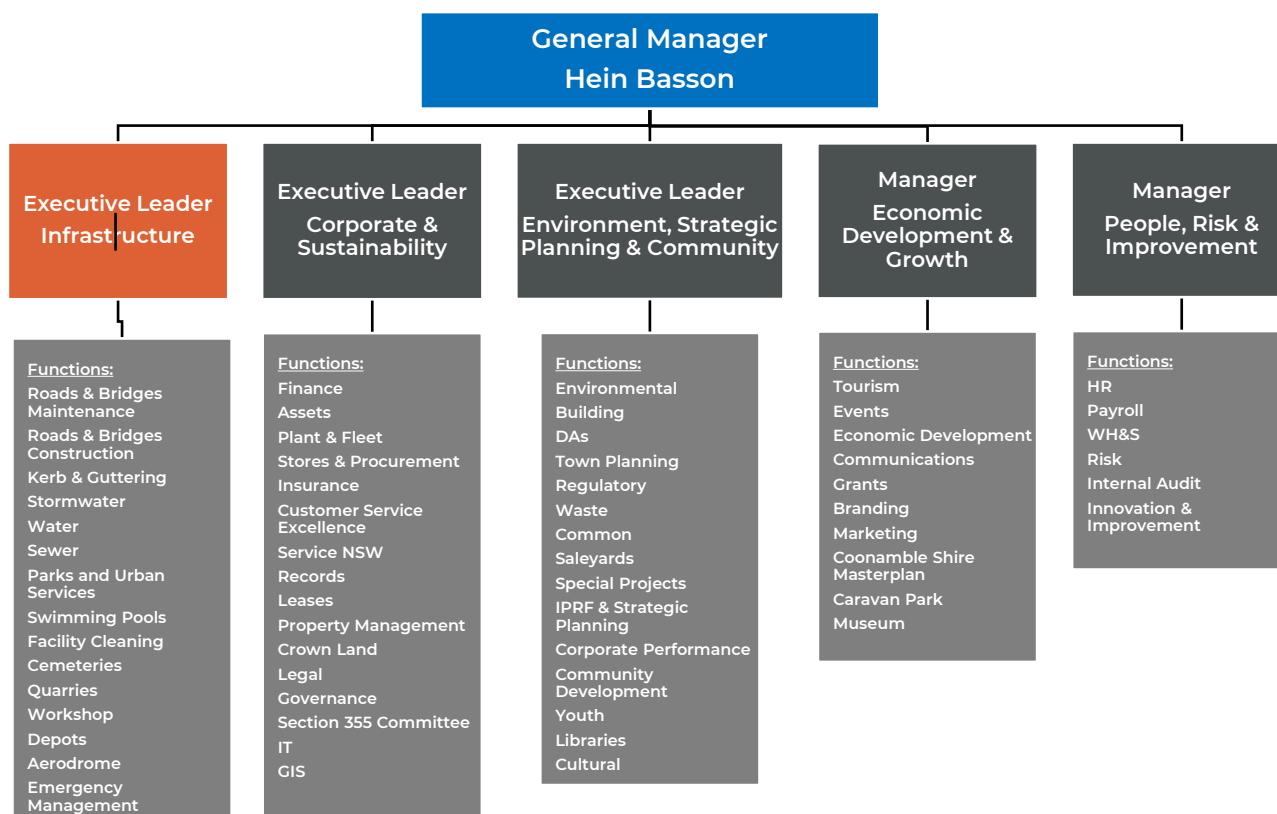 General Manager
Hein Basson
Executive Leader
Infrastructure
Executive Leader
Corporate &
Sustainability
Executive Leader
Environment, Strategic
Planning & Community
Manager
Economic
Development &
Growth
Manager
People, Risk &
Improvement
Functions:
Roads & Bridges
Maintenance
Roads & Bridges
Construction
Kerb & Guttering
Stormwater
Water
Sewer
Parks and Urban
Services
Swimming Pools
Facility Cleaning
Cemeteries
Quarries
Workshop
Depots
Aerodrome
Emergency
Management
Functions:
Finance
Assets
Plant & Fleet
Stores & Procurement
Insurance
Customer Service
Excellence
Service NSW
Records
Leases
Property Management
Crown Land
Legal
Governance
Section 355 Committee
IT
GIS
Functions:
Environmental
Building
DAs
Town Planning
Regulatory
Waste
Common
Saleyards
Special Projects
IPRF & Strategic
Planning
Corporate Performance
Community
Development
Youth
Libraries
Cultural
Functions:
Tourism
Events
Economic Development
Communications
Grants
Branding
Marketing
Coonamble Shire
Masterplan
Caravan Park
Museum
Functions:
HR
Payroll
WH&S
Risk
Internal Audit
Innovation &
Improvement